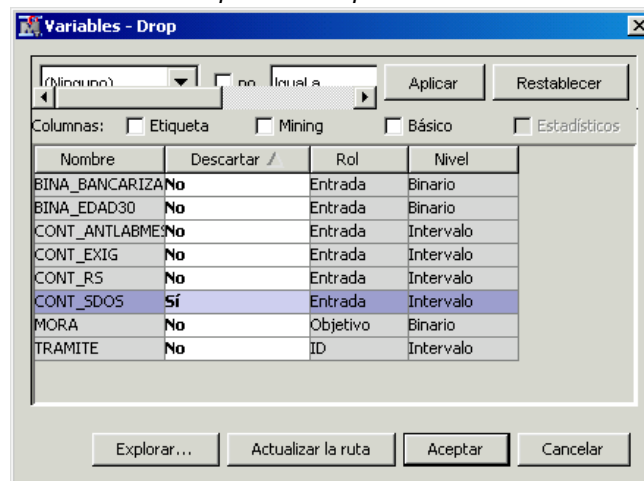 Variables - Drop
(Ninguno) no Igual a Aplicar Restablecer
Columnas: Etiqueta Mining Básico Estadísticos
Nombre Descartar Rol Nivel
BINA_BANCARIZA No Entrada Binario
BINA_EDAD30 No Entrada Binario
CONT_ANTLABMES No Entrada Intervalo
CONT_EXIG No Entrada Intervalo
CONT_RS No Entrada Intervalo
CONT_SDOS Sí Entrada Intervalo
MORA No Objetivo Binario
TRAMITE No ID Intervalo
Explorar... Actualizar la ruta Aceptar Cancelar